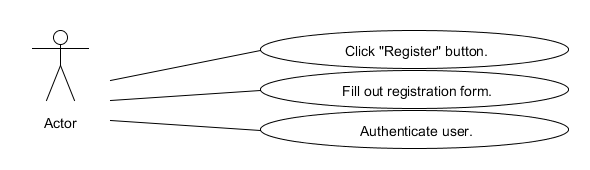 Click "Register" button.
Fill out registration form.
Actor
Authenticate user.